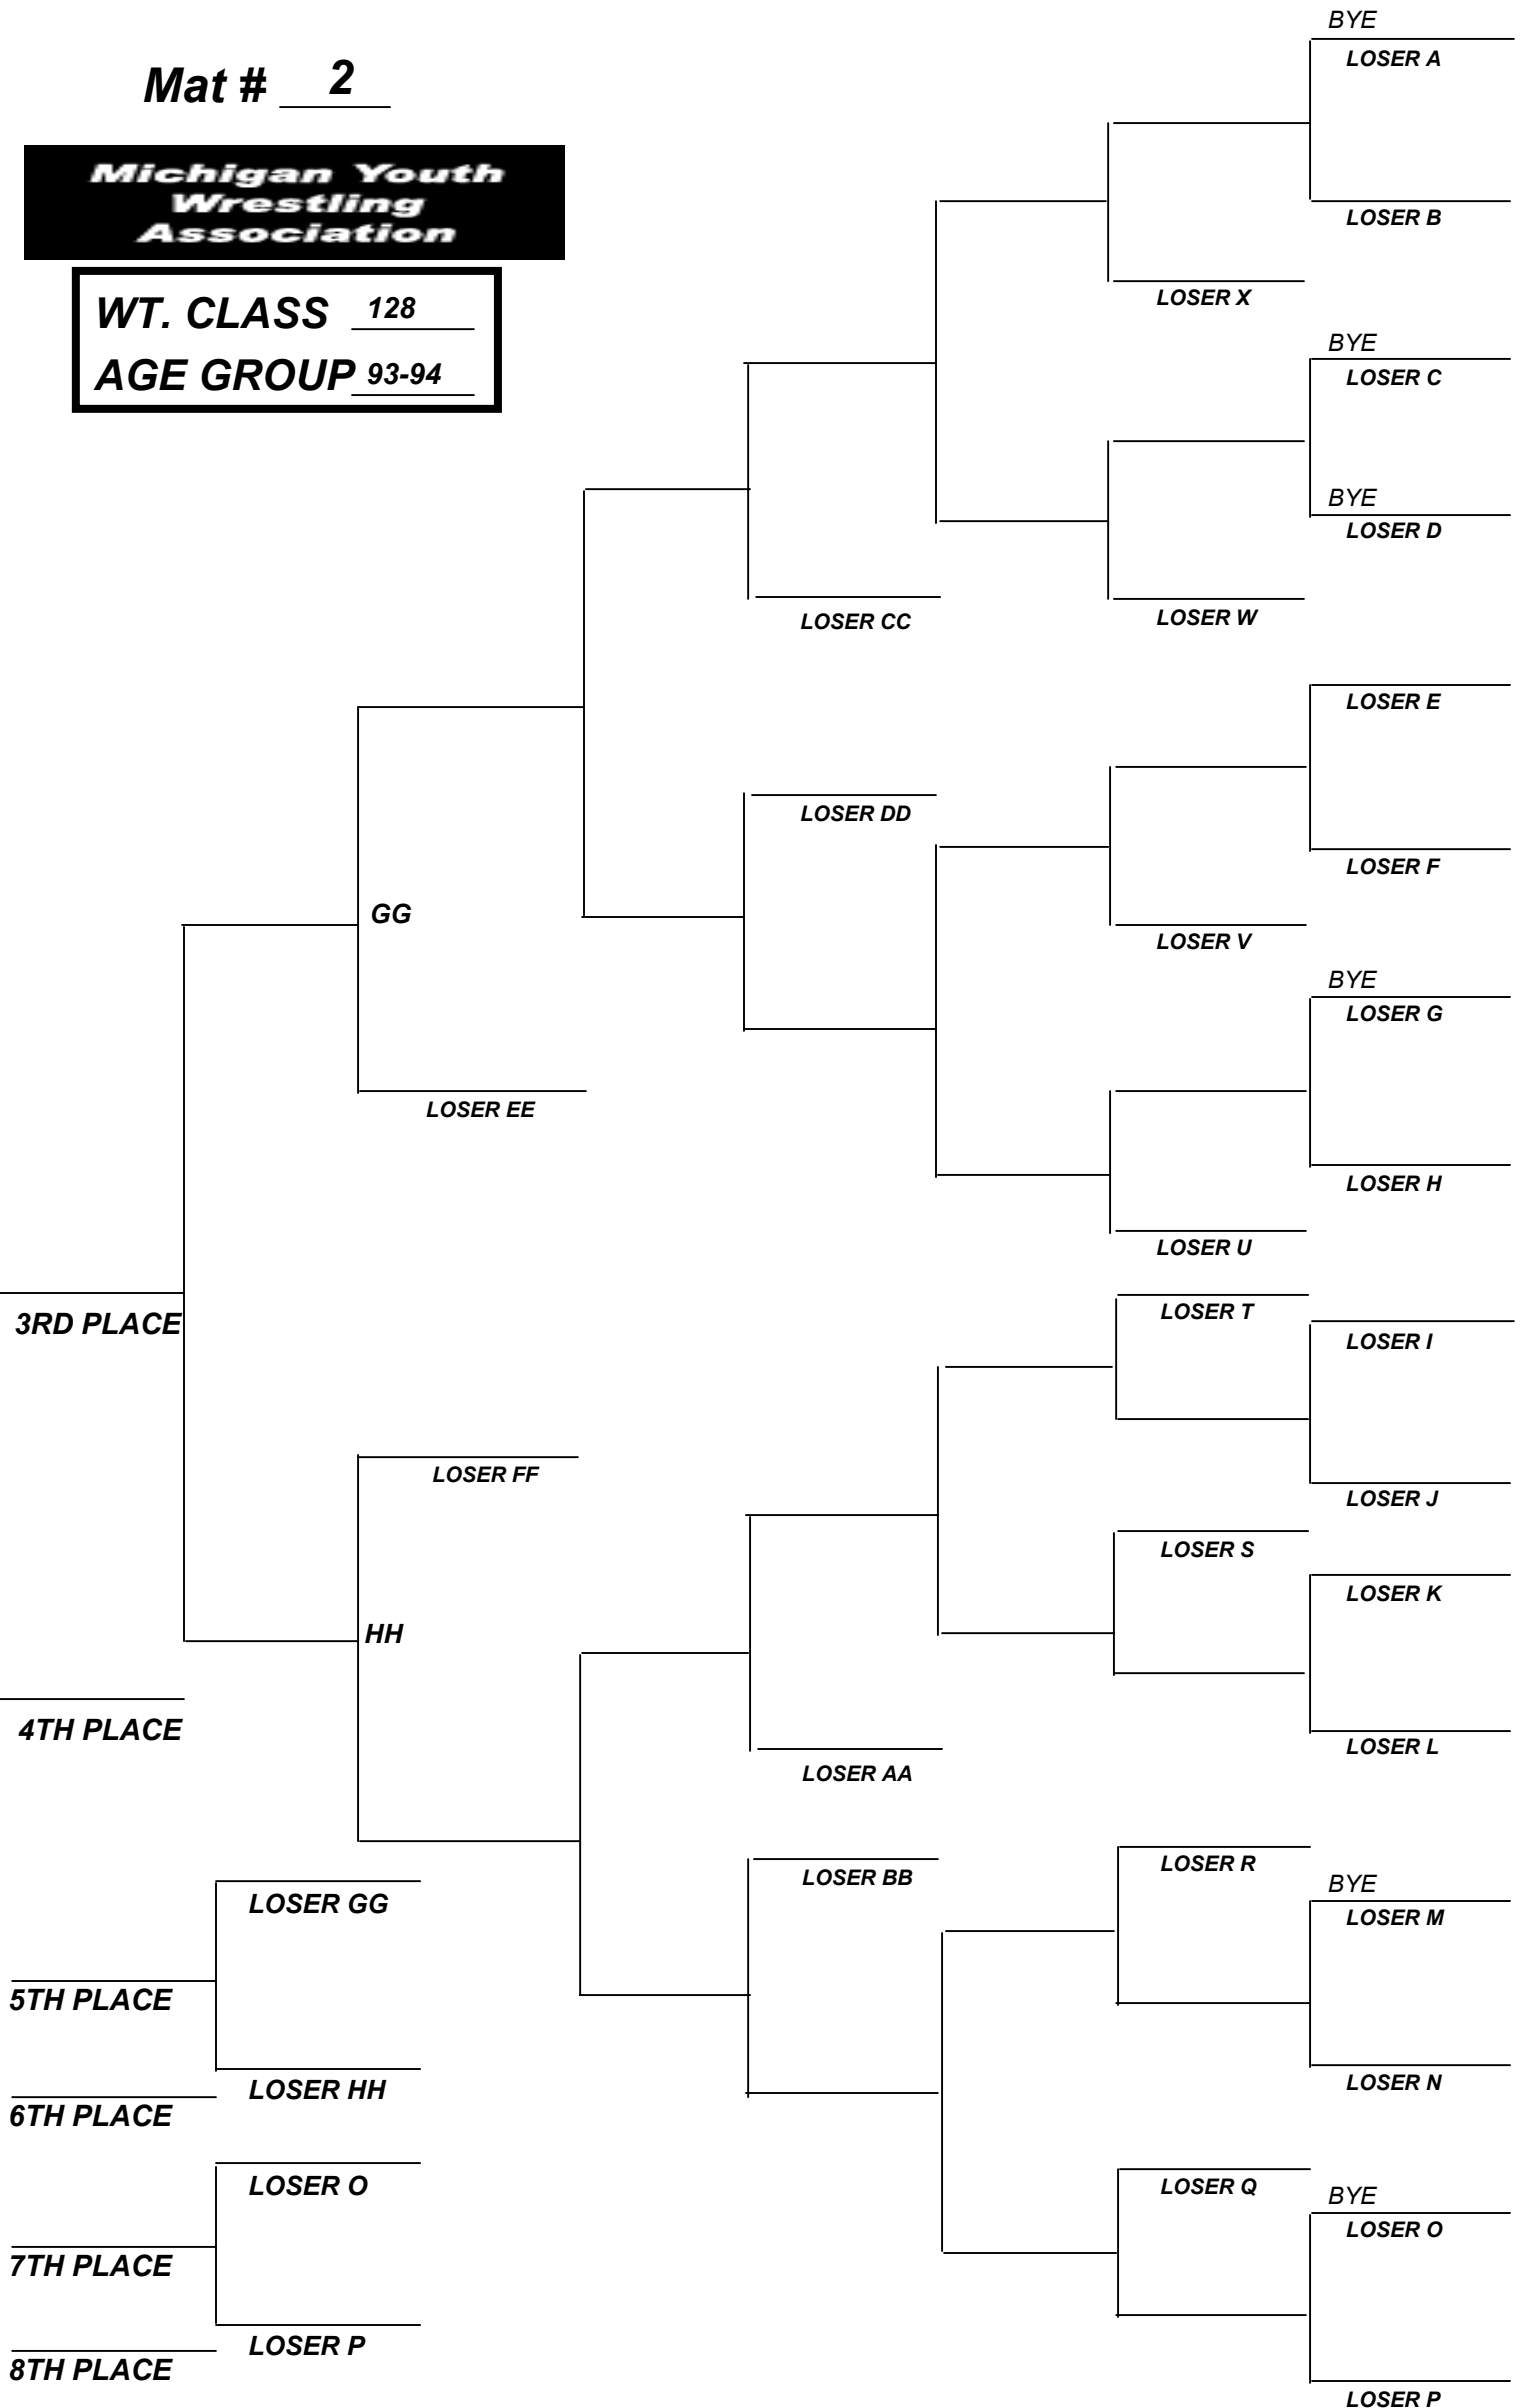 Mat # 2
Michigan Youth
Wrestling
Association
WT. CLASS 128
AGE GROUP 93-94
BYE
LOSER A
LOSER B
LOSER X
BYE
LOSER C
BYE
LOSER D
LOSER CC
LOSER W
LOSER E
LOSER DD
LOSER F
GG
LOSER V
BYE
LOSER G
LOSER EE
LOSER H
LOSER U
3RD PLACE
LOSER T
LOSER I
LOSER FF
LOSER J
LOSER S
LOSER K
HH
4TH PLACE
LOSER L
LOSER AA
LOSER R
LOSER BB
BYE
LOSER M
LOSER GG
5TH PLACE
LOSER HH
LOSER N
6TH PLACE
LOSER O
LOSER Q
BYE
LOSER O
7TH PLACE
LOSER P
8TH PLACE
LOSER P